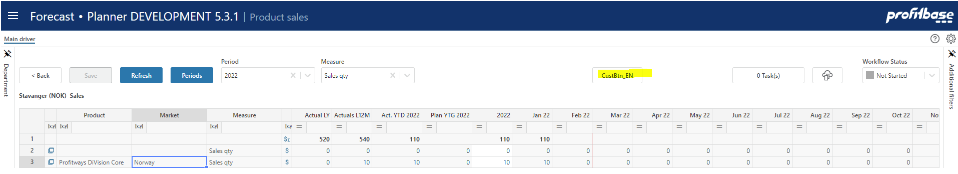 Forecast • Planner DEVELOPMENT 5.3.1 | Product sales
profitbase
Main driver
Department
Additional filters
Period
Measure
Workflow Status
< Back
Save
Refresh
Periods
2022
Sales qty
CustBtn_EN
0 Task(s)
Not Started
Stavanger (NOK) Sales
Product Market Measure Actual LY Actuals L12M Act. YTD 2022 Plan YTG 2022 2022 Jan 22 Feb 22 Mar 22 Apr 22 May 22 Jun 22 Jul 22 Aug 22 Sep 22 Oct 22 No
1 520 540 110 110 110
2 Sales qty 0 0 0 0 0 0 0 0 0 0 0 0 0 0
3 Profitways DiVision Core Norway Sales qty 0 10 10 0 10 10 0 0 0 0 0 0 0 0 0